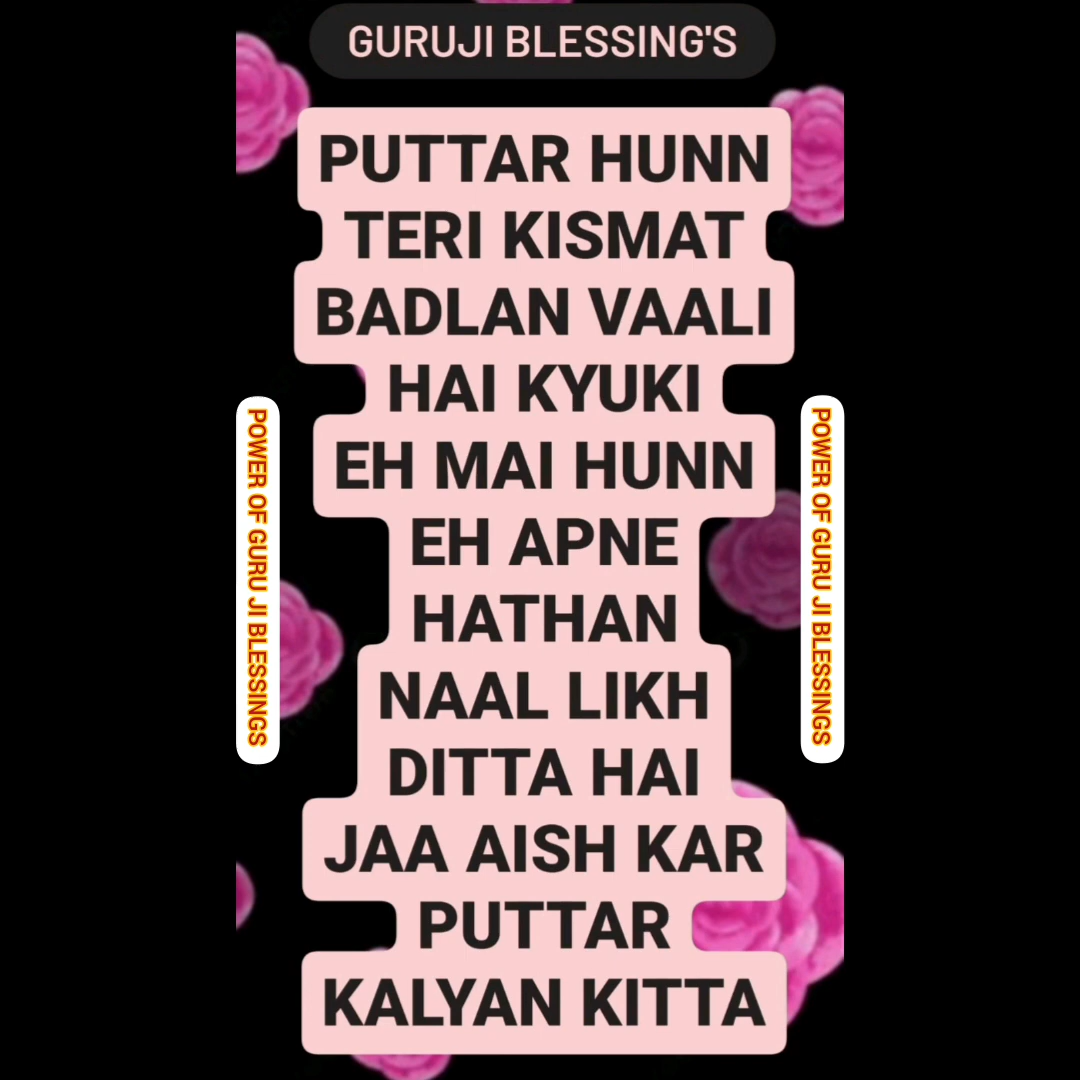 GURUJI BLESSING'S
PUTTAR HUNN
TERI KISMAT
BADLAN VAALI
HAI KYUKI
EH MAI HUNN
EH APNE
HATHAN
NAAL LIKH
DITTA HAI
JAA AISH KAR
PUTTAR
KALYAN KITTA
POWER OF GURU JI BLESSINGS
POWER OF GURU JI BLESSINGS